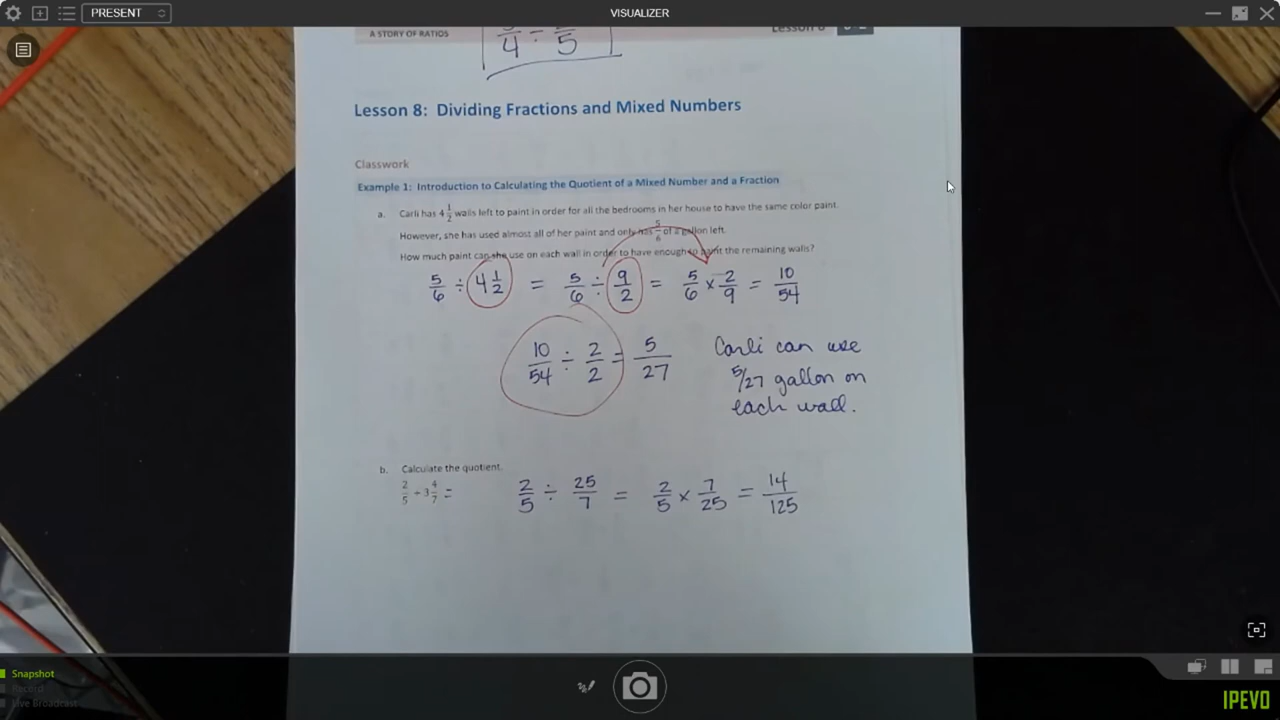 PRESENT
VISUALIZER
A STORY OF RATIOS
4 ÷ 5
Lesson 8: Dividing Fractions and Mixed Numbers
Classwork
Example 1: Introduction to Calculating the Quotient of a Mixed Number and a Fraction
a. Carli has 4 1/2 walls left to paint in order for all the bedrooms in her house to have the same color paint.
However, she has used almost all of her paint and only has 5/6 of a gallon left.
How much paint can she use on each wall in order to have enough to paint the remaining walls?
5/6 ÷ 4 1/2 = 5/6 ÷ 9/2 = 5/6 × 2/9 = 10/54
10/54 ÷ 2/2 = 5/27
Carli can use
5/27 gallon on
each wall.
b. Calculate the quotient.
2/5 ÷ 3 4/7 =
2/5 ÷ 25/7 = 2/5 × 7/25 = 14/125
Snapshot
Record
Live Broadcast
IPEVO